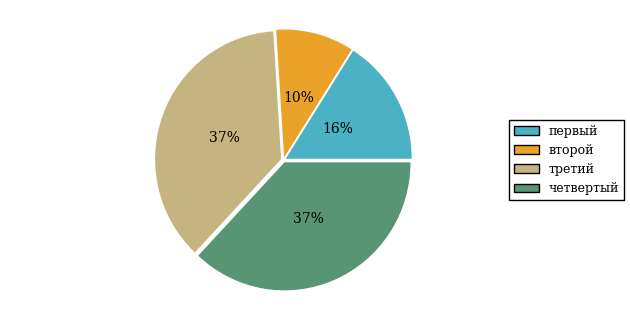 10%
16%
37%
37%
первый
второй
третий
четвертый